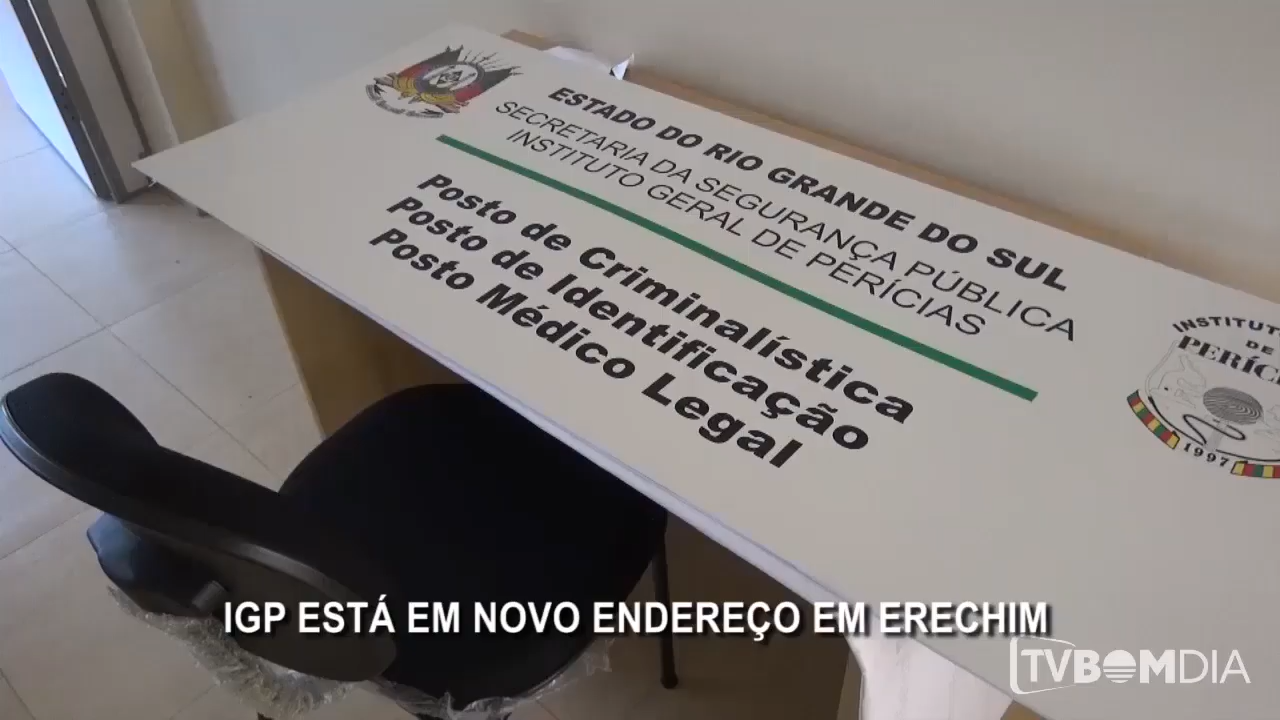 ESTADO DO RIO GRANDE DO SUL
SECRETARIA DA SEGURANÇA PÚBLICA
INSTITUTO GERAL DE PERÍCIAS
Posto de Criminalística
Posto de Identificação
Posto Médico Legal
INSTITUTO
DE
1997
IGP ESTÁ EM NOVO ENDEREÇO EM ERECHIM
TVBOMDIA